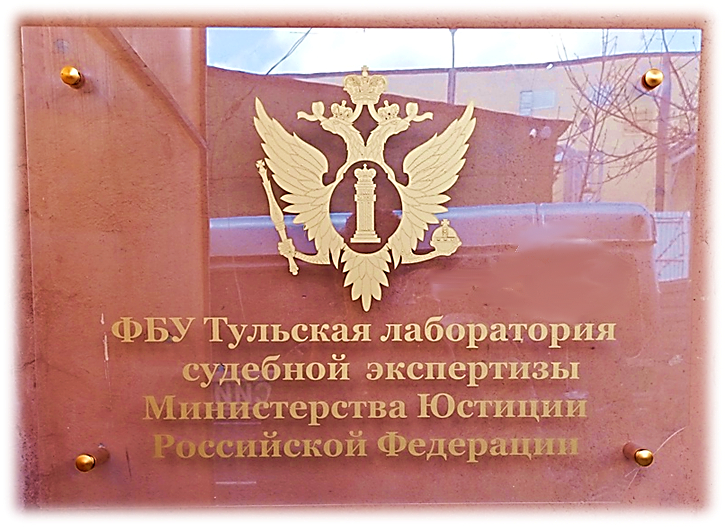 ФБУ Тульская лаборатория
судебной экспертизы
Министерства Юстиции
Российской Федерации